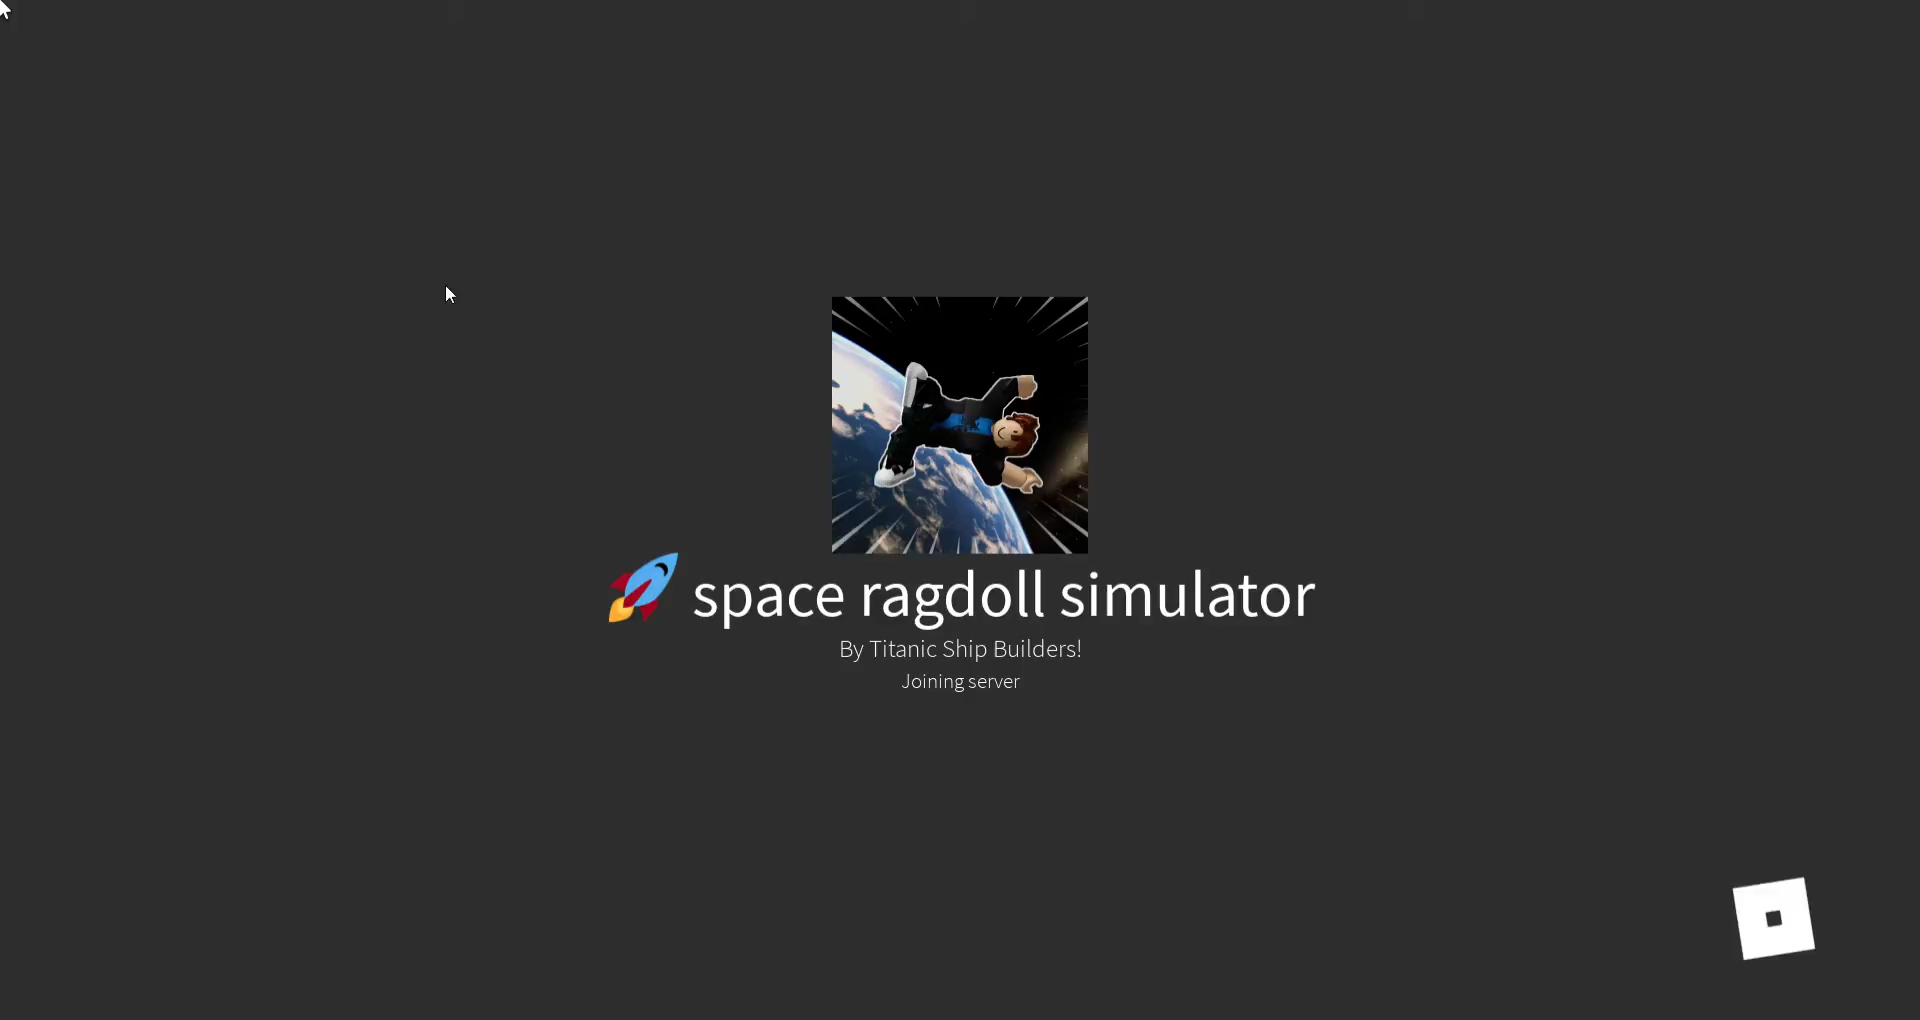 🚀 space ragdoll simulator
By Titanic Ship Builders!
Joining server